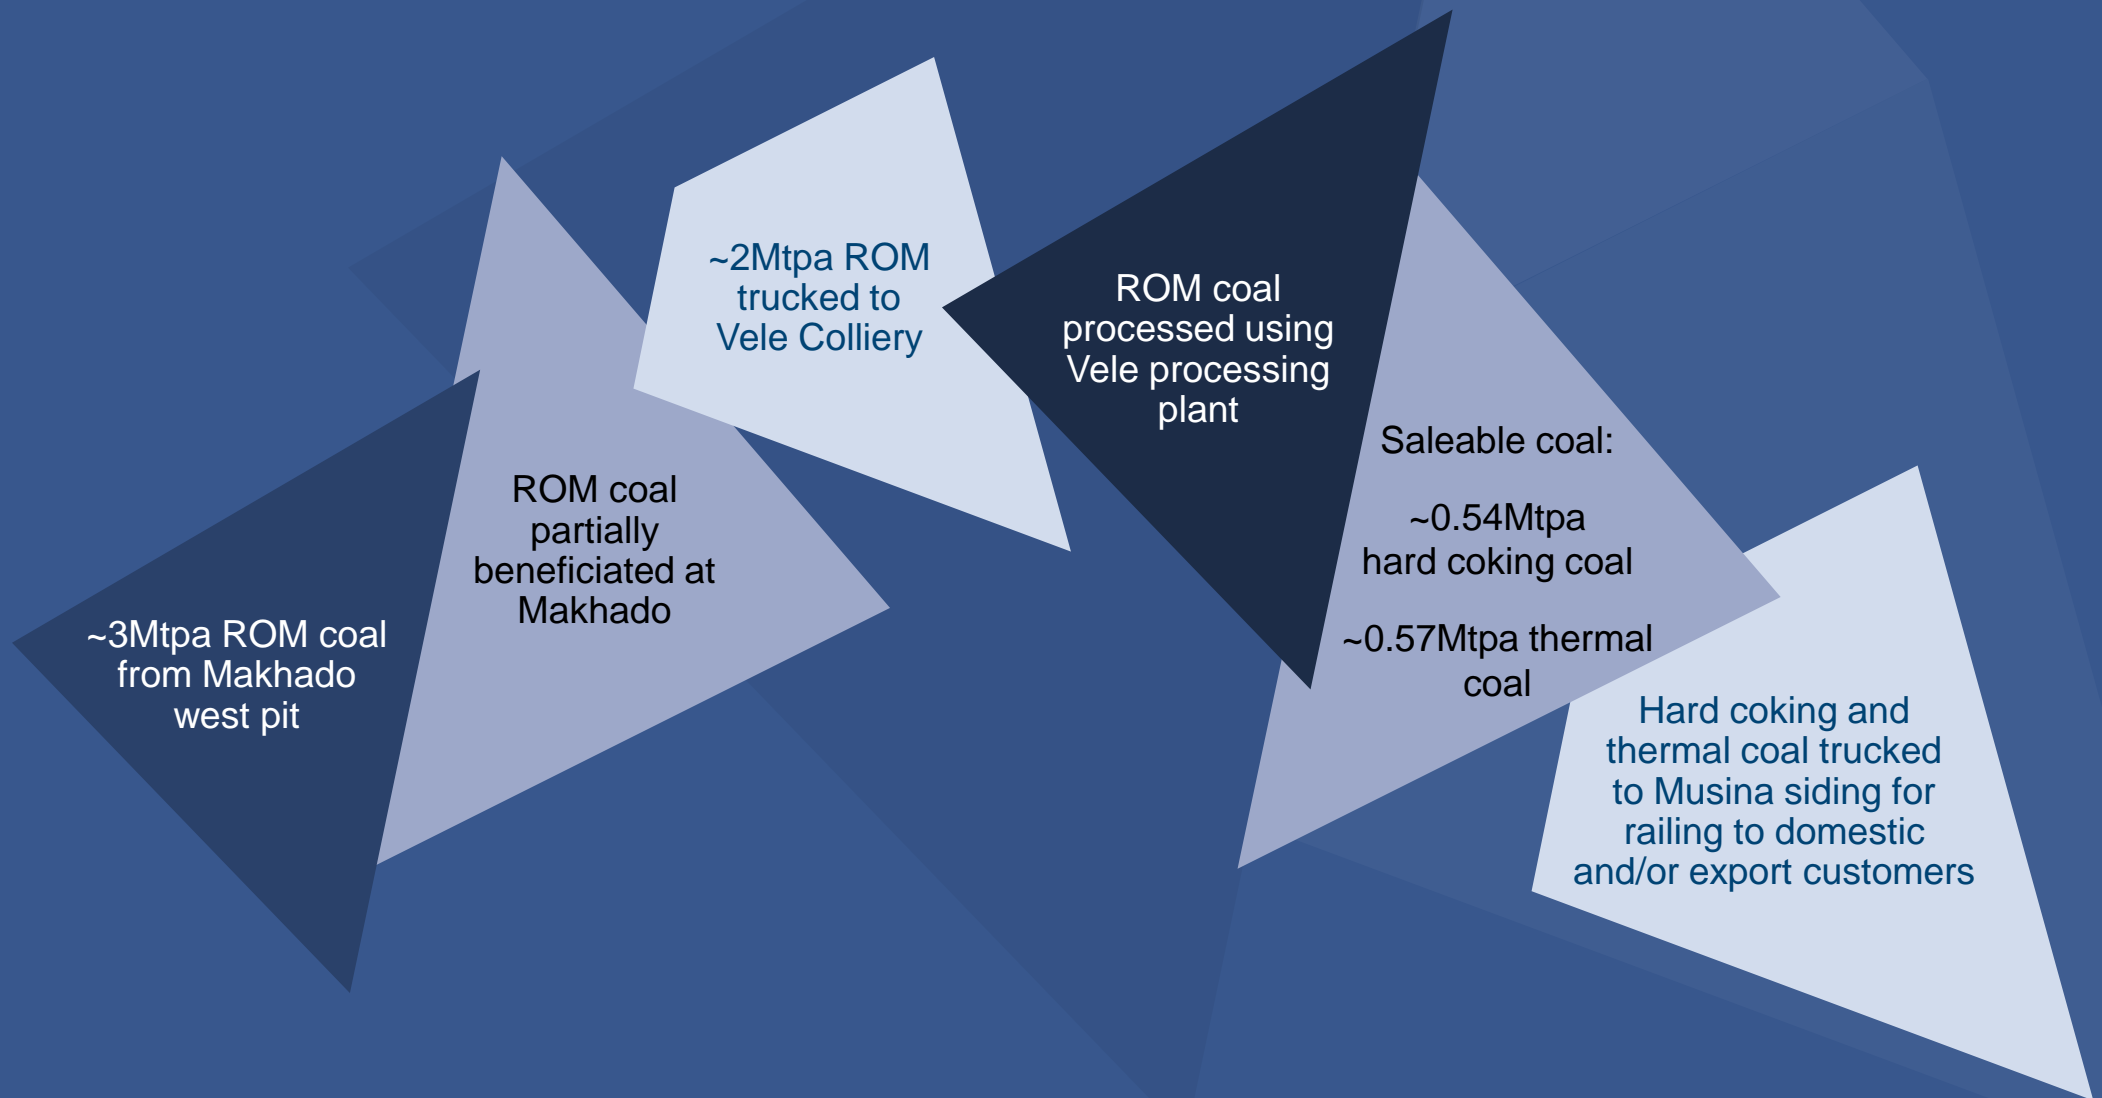 ~3Mtpa ROM coal
from Makhado
west pit
ROM coal
partially
beneficiated at
Makhado
~2Mtpa ROM
trucked to
Vele Colliery
ROM coal
processed using
Vele processing
plant
Saleable coal:
~0.54Mtpa
hard coking coal
~0.57Mtpa thermal
coal
Hard coking and
thermal coal trucked
to Musina siding for
railing to domestic
and/or export customers